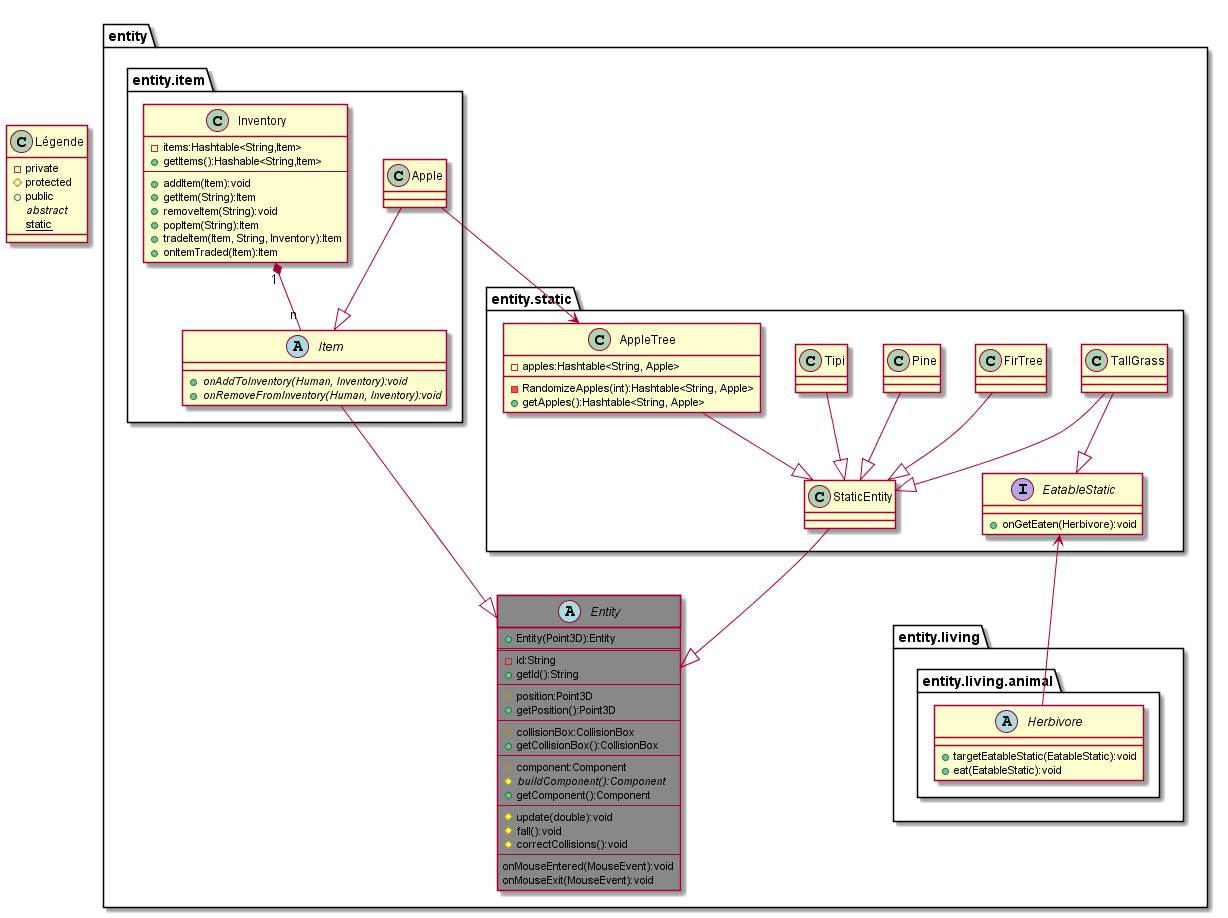 entity
entity.item
C Légende
private
protected
public
abstract
static
C Inventory
items:Hashtable<String,Item>
getItems():Hashable<String,Item>
addItem(Item):void
getItem(String):Item
removeItem(String):void
popItem(String):Item
tradeItem(Item, String, Inventory):Item
onItemTraded(Item):Item
C Apple
1
n
A Item
onAddToInventory(Human, Inventory):void
onRemoveFromInventory(Human, Inventory):void
entity.static
C AppleTree
apples:Hashtable<String, Apple>
RandomizeApples(int):Hashtable<String, Apple>
getApples():Hashtable<String, Apple>
C Tipi
C Pine
C FirTree
C TallGrass
C StaticEntity
I EatableStatic
onGetEaten(Herbivore):void
A Entity
Entity(Point3D):Entity
id:String
getId():String
position:Point3D
getPosition():Point3D
collisionBox:CollisionBox
getCollisionBox():CollisionBox
component:Component
buildComponent():Component
getComponent():Component
update(double):void
fall():void
correctCollisions():void
onMouseEntered(MouseEvent):void
onMouseExit(MouseEvent):void
entity.living
entity.living.animal
A Herbivore
targetEatableStatic(EatableStatic):void
eat(EatableStatic):void